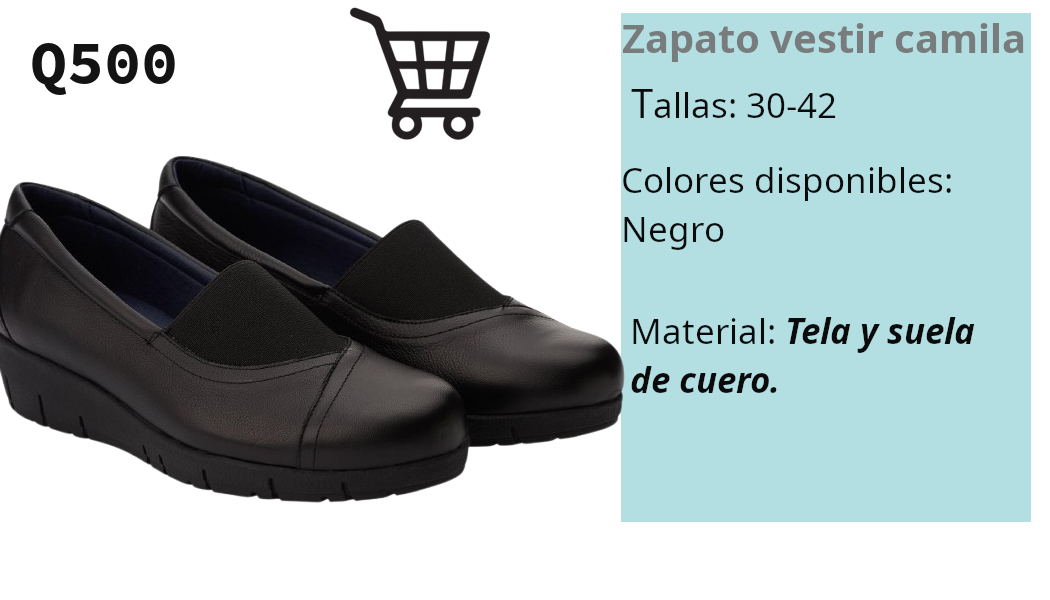 Q500
Zapato vestir camila
Tallas: 30-42
Colores disponibles:
Negro
Material: Tela y suela
de cuero.